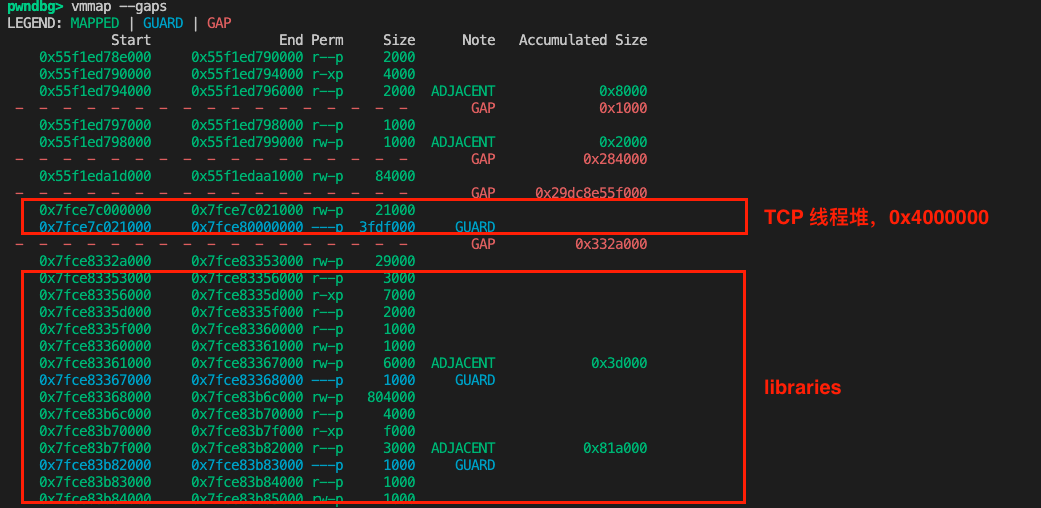 pwndbg> vmmap --gaps
LEGEND: MAPPED | GUARD | GAP
Start End Perm Size Note Accumulated Size
0x55f1ed78e000 0x55f1ed790000 r--p 2000
0x55f1ed790000 0x55f1ed794000 r-xp 4000
0x55f1ed794000 0x55f1ed796000 r--p 2000 ADJACENT 0x8000
- - - - - - - - - - - - - - - - - GAP 0x1000
0x55f1ed797000 0x55f1ed798000 r--p 1000
0x55f1ed798000 0x55f1ed799000 rw-p 1000 ADJACENT 0x2000
- - - - - - - - - - - - - - - - - GAP 0x284000
0x55f1eda1d000 0x55f1edaa1000 rw-p 84000
- - - - - - - - - - - - - - - - - GAP 0x29dc8e55f000
0x7fce7c000000 0x7fce7c021000 rw-p 21000
0x7fce7c021000 0x7fce80000000 ---p 3fdf000 GUARD
TCP 线程堆，0x4000000
- - - - - - - - - - - - - - - - - GAP 0x332a000
0x7fce8332a000 0x7fce83353000 rw-p 29000
0x7fce83353000 0x7fce83356000 r--p 3000
0x7fce83356000 0x7fce8335d000 r-xp 7000
0x7fce8335d000 0x7fce8335f000 r--p 2000
0x7fce8335f000 0x7fce83360000 r--p 1000
0x7fce83360000 0x7fce83361000 rw-p 1000
0x7fce83361000 0x7fce83367000 rw-p 6000 ADJACENT 0x3d000
0x7fce83367000 0x7fce83368000 ---p 1000 GUARD
0x7fce83368000 0x7fce83b6c000 rw-p 804000
0x7fce83b6c000 0x7fce83b70000 r--p 4000
0x7fce83b70000 0x7fce83b7f000 r-xp f000
0x7fce83b7f000 0x7fce83b82000 r--p 3000 ADJACENT 0x81a000
0x7fce83b82000 0x7fce83b83000 ---p 1000 GUARD
0x7fce83b83000 0x7fce83b84000 r--p 1000
0x7fce83b84000 0x7fce83b85000 rw-p 1000
libraries